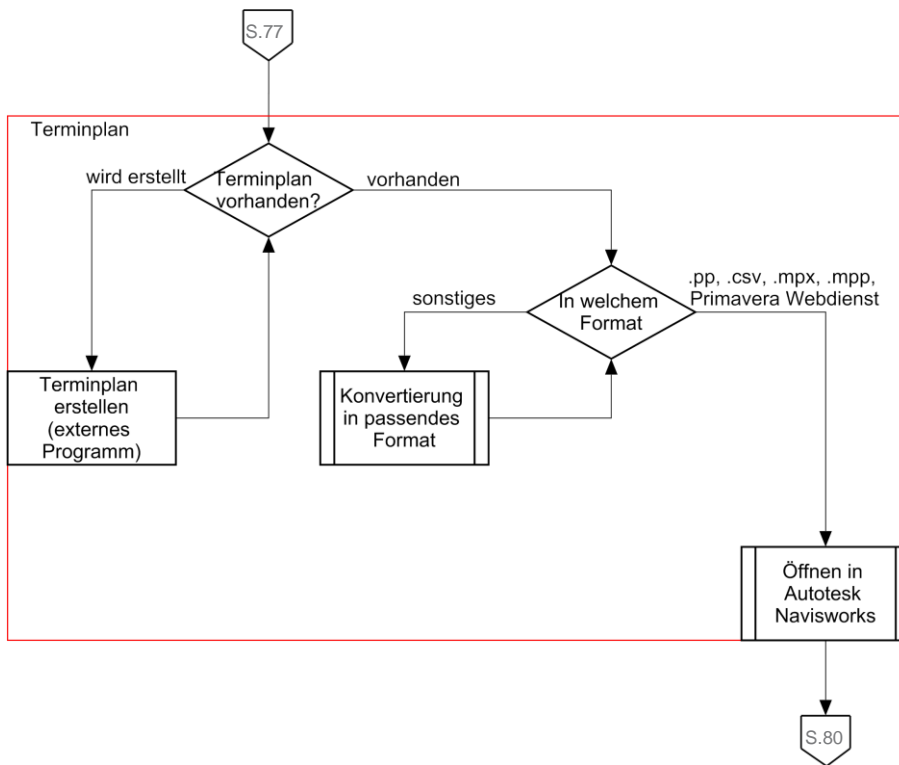 S.77
Terminplan
wird erstellt
Terminplan
vorhanden?
vorhanden
.pp, .csv, .mpx, .mpp,
Primavera Webdienst
sonstiges
In welchem
Format
Terminplan
erstellen
(externes
Programm)
Konvertierung
in passendes
Format
Öffnen in
Autotesk
Navisworks
S.80